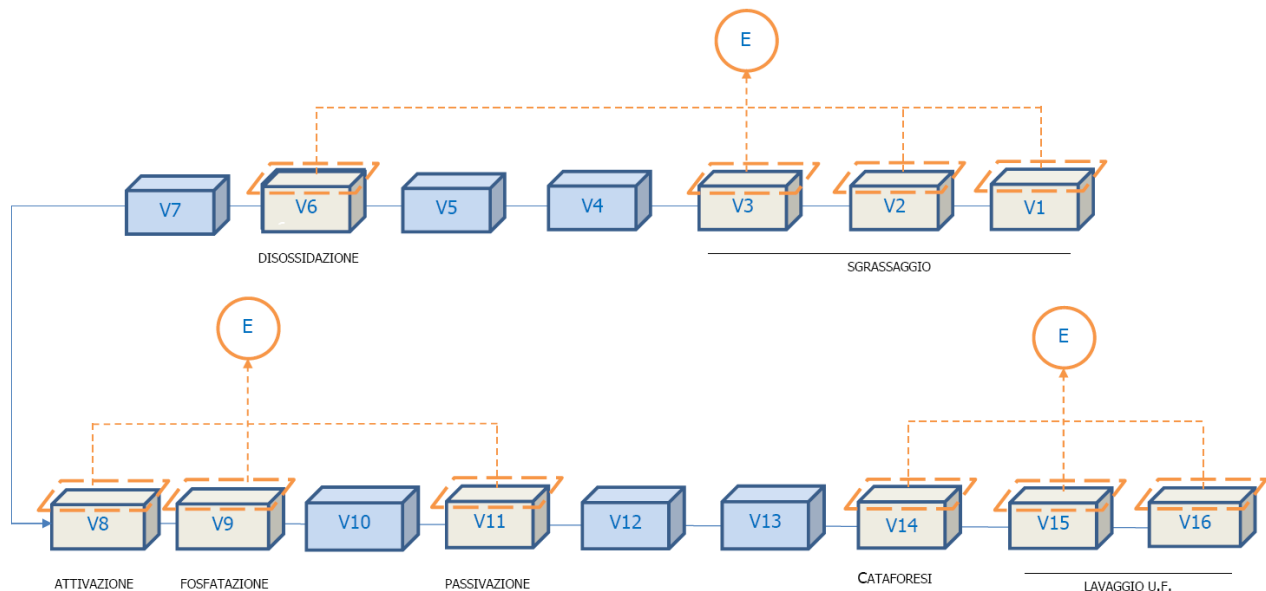 E
V7 V6 V5 V4 V3 V2 V1
DISOSSIDAZIONE SGRASSAGGIO
E E
V8 V9 V10 V11 V12 V13 V14 V15 V16
ATTIVAZIONE FOSFATAZIONE PASSIVAZIONE CATAFORESI LAVAGGIO U.F.